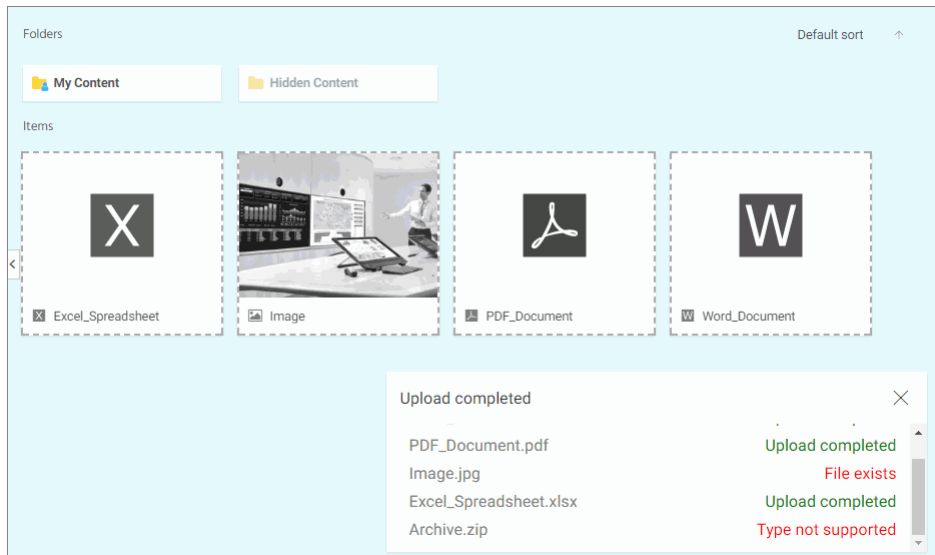 Folders
Default sort
My Content
Hidden Content
Items
X
W
X Excel_Spreadsheet
Image
PDF_Document
W Word_Document
Upload completed
PDF_Document.pdf Upload completed
Image.jpg File exists
Excel_Spreadsheet.xlsx Upload completed
Archive.zip Type not supported